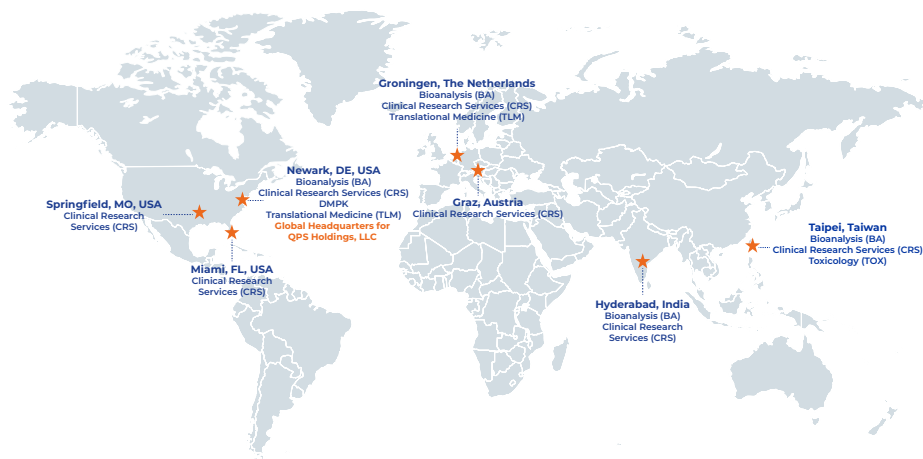 Groningen, The Netherlands
Bioanalysis (BA)
Clinical Research Services (CRS)
Translational Medicine (TLM)
Newark, DE, USA
Bioanalysis (BA)
Clinical Research Services (CRS)
DMPK
Translational Medicine (TLM)
Global Headquarters for
QPS Holdings, LLC
Springfield, MO, USA
Clinical Research
Services (CRS)
Graz, Austria
Clinical Research Services (CRS)
Taipei, Taiwan
Bioanalysis (BA)
Clinical Research Services (CRS)
Toxicology (TOX)
Miami, FL, USA
Clinical Research
Services (CRS)
Hyderabad, India
Bioanalysis (BA)
Clinical Research
Services (CRS)